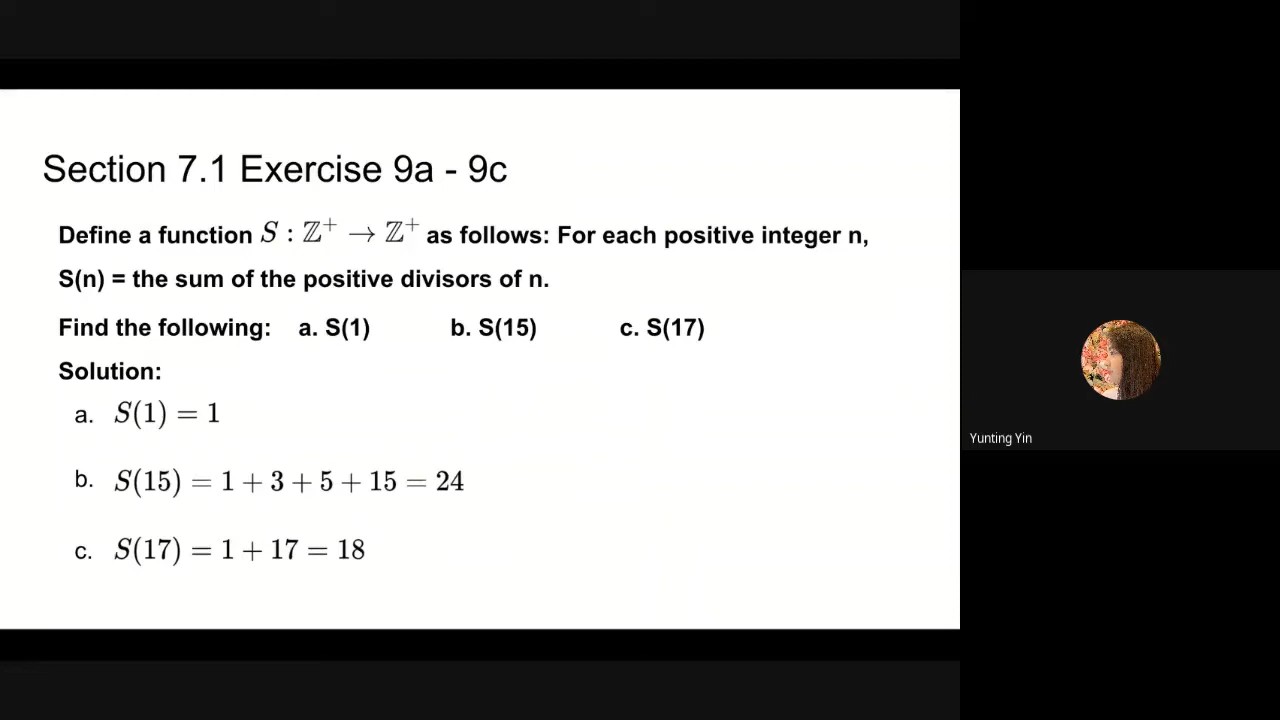 Section 7.1 Exercise 9a - 9c
Define a function S : ℤ⁺ → ℤ⁺ as follows: For each positive integer n,
S(n) = the sum of the positive divisors of n.
Find the following: a. S(1) b. S(15) c. S(17)
Solution:
a. S(1) = 1
b. S(15) = 1 + 3 + 5 + 15 = 24
c. S(17) = 1 + 17 = 18
Yunting Yin